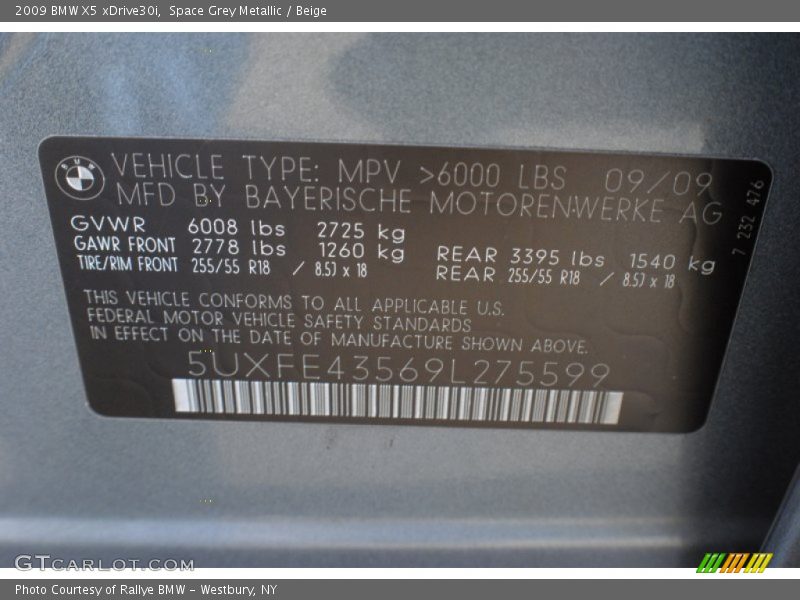 2009 BMW X5 xDrive30i, Space Grey Metallic / Beige
BMW
VEHICLE TYPE: MPV >6000 LBS 09/09
MFD BY BAYERISCHE MOTORENWERKE AG
GVWR 6008 lbs 2725 kg
GAWR FRONT 2778 lbs 1260 kg REAR 3395 lbs 1540 kg
TIRE/RIM FRONT 255/55 R18 / 8.5J x 18 REAR 255/55 R18 / 8.5J x 18
7 232 476
THIS VEHICLE CONFORMS TO ALL APPLICABLE U.S.
FEDERAL MOTOR VEHICLE SAFETY STANDARDS
IN EFFECT ON THE DATE OF MANUFACTURE SHOWN ABOVE.
5UXFE43569L275599
GTcarlot.com
Photo Courtesy of Rallye BMW - Westbury, NY